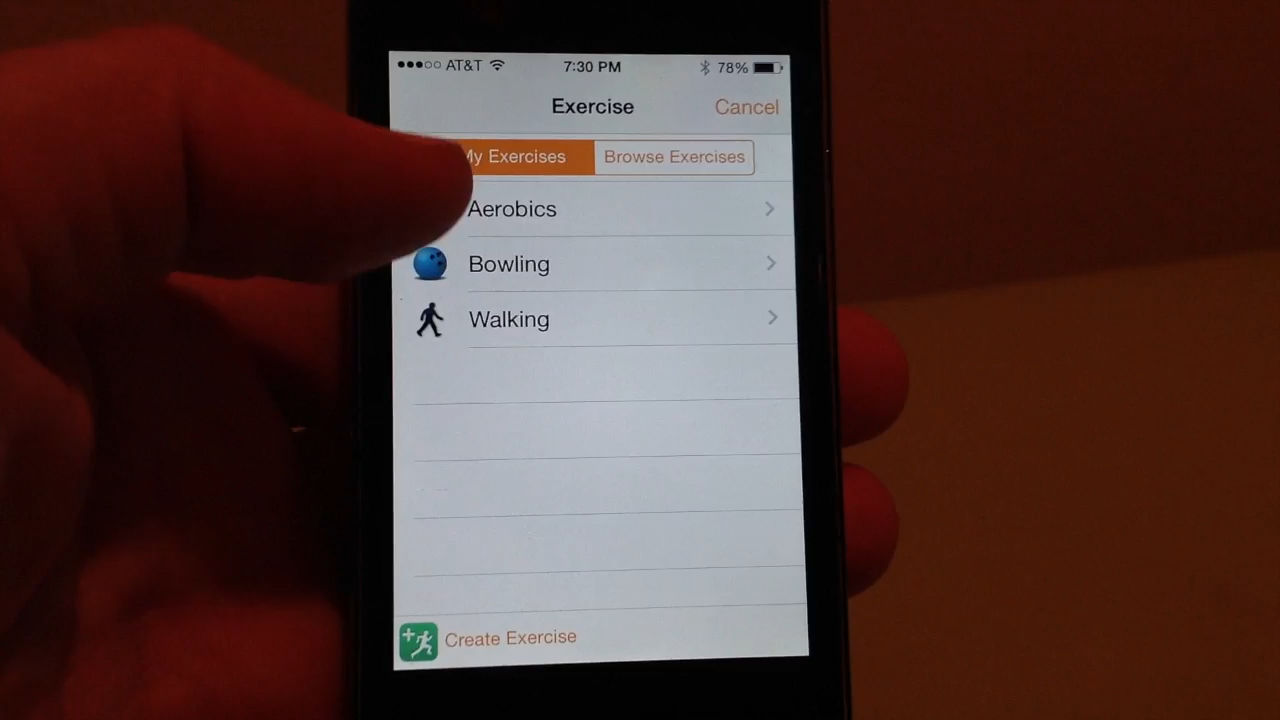 AT&T 7:30 PM 78%
Exercise Cancel
My Exercises Browse Exercises
Aerobics
Bowling
Walking
Create Exercise